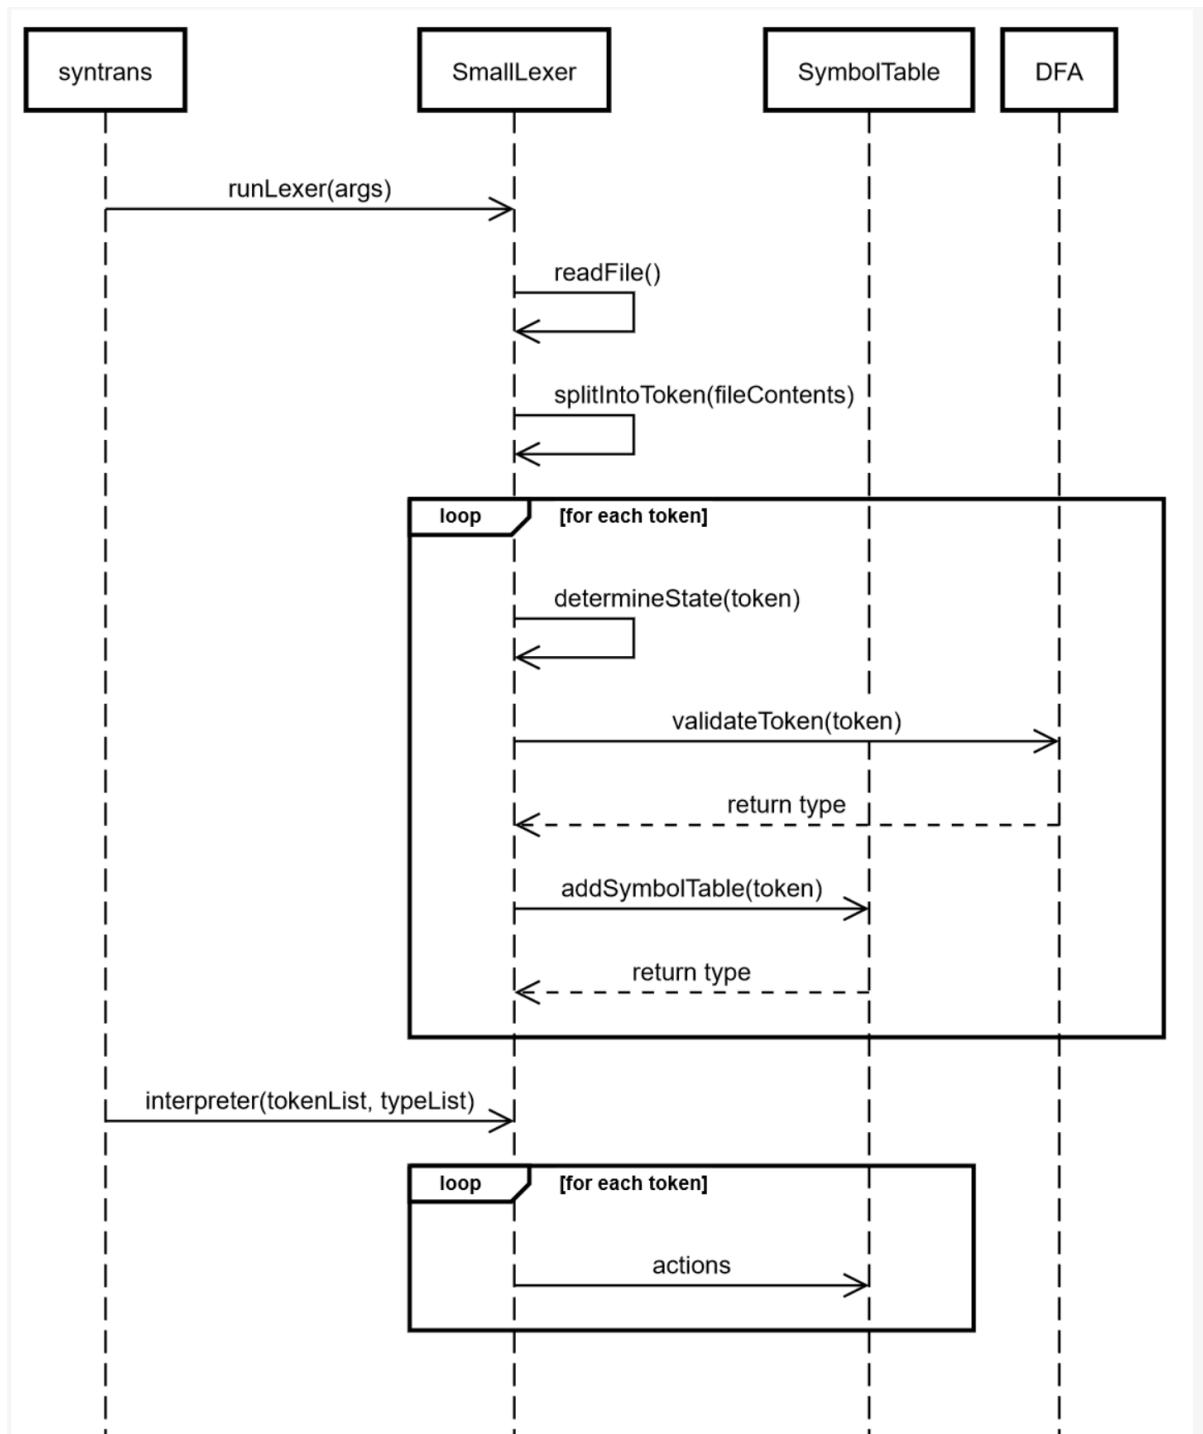 syntrans
SmallLexer
SymbolTable
DFA
runLexer(args)
readFile()
splitIntoToken(fileContents)
loop
[for each token]
determineState(token)
validateToken(token)
return type
addSymbolTable(token)
return type
interpreter(tokenList, typeList)
loop
[for each token]
actions